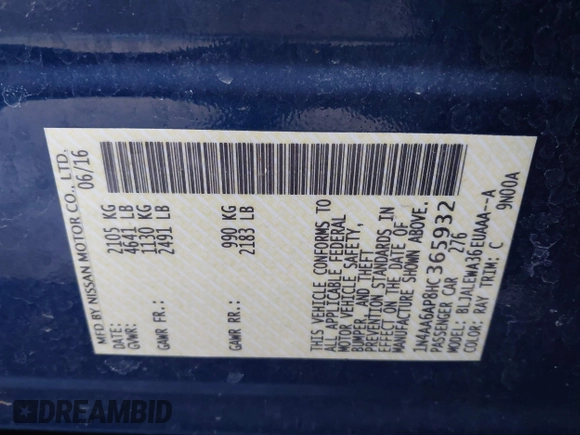 MFD BY NISSAN MOTOR CO., LTD.
06/16
GVWR: 2105 KG
4641 LB
GAWR FR.: 1130 KG
2491 LB
GAWR RR.: 990 KG
2183 LB
THIS VEHICLE CONFORMS TO
ALL APPLICABLE FEDERAL
MOTOR VEHICLE SAFETY,
BUMPER, AND THEFT
PREVENTION STANDARDS IN
EFFECT ON THE DATE OF
MANUFACTURE SHOWN ABOVE.
1N4AA6AP8HC365932
PASSENGER CAR 276
MODEL: BLJALEWA36EUAAA--A
COLOR: RAY TRIM: C 9N00A
DREAMBID